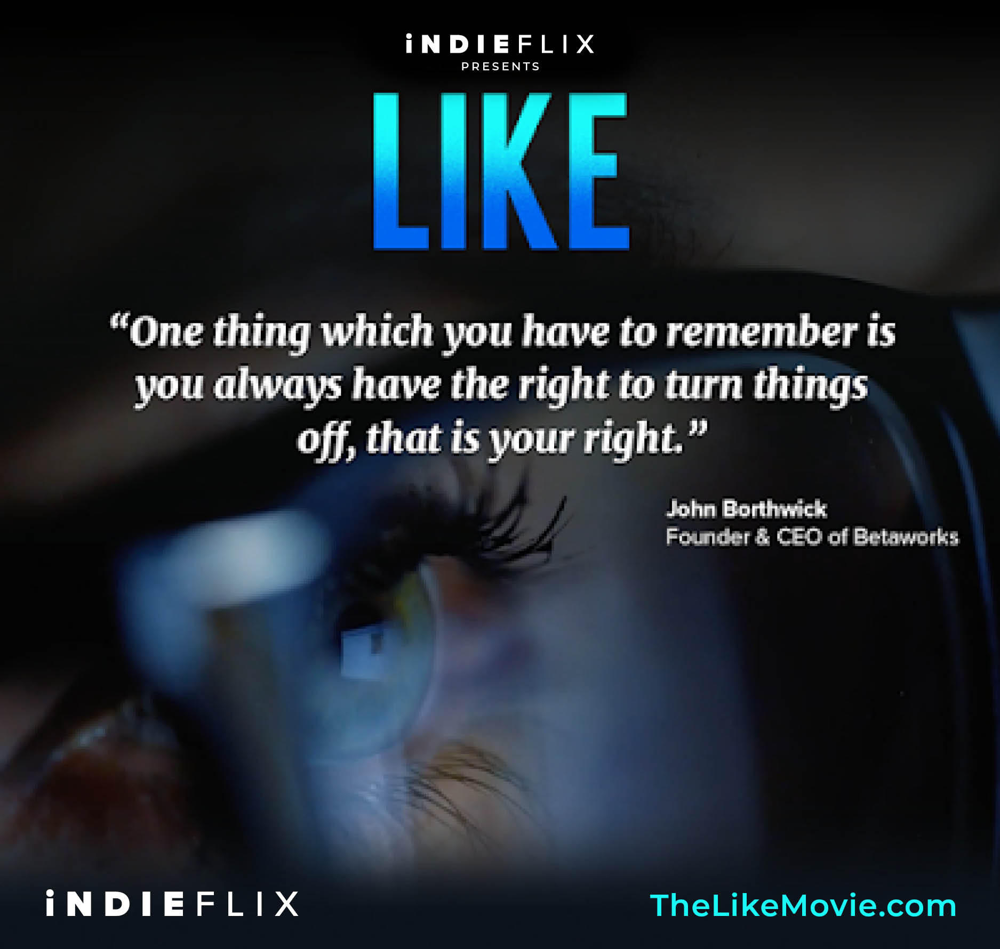 iNDIEFLIX
PRESENTS
LIKE
“One thing which you have to remember is
you always have the right to turn things
off, that is your right.”
John Borthwick
Founder & CEO of Betaworks
iNDIEFLIX
TheLikeMovie.com